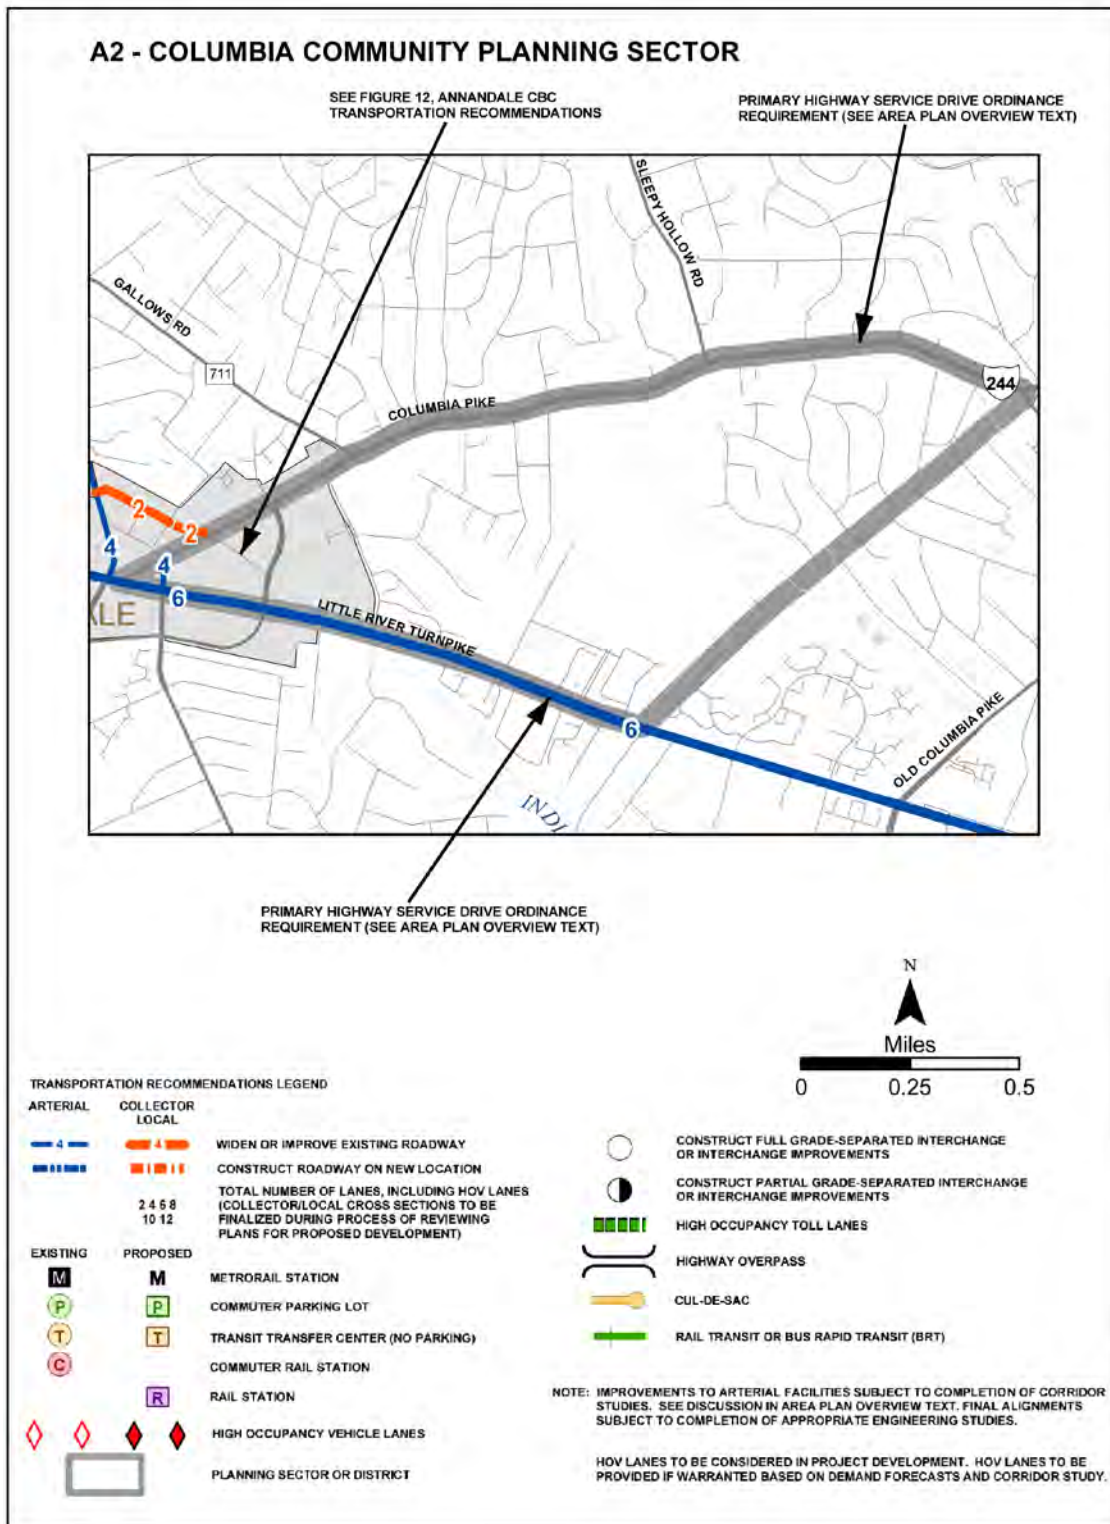 A2 - COLUMBIA COMMUNITY PLANNING SECTOR
SEE FIGURE 12, ANNANDALE CBC
TRANSPORTATION RECOMMENDATIONS
PRIMARY HIGHWAY SERVICE DRIVE ORDINANCE
REQUIREMENT (SEE AREA PLAN OVERVIEW TEXT)
SLEEPY HOLLOW RD
GALLOWS RD
711
244
COLUMBIA PIKE
2
2
4
4
6
ALE
LITTLE RIVER TURNPIKE
6
OLD COLUMBIA PIKE
INDI
PRIMARY HIGHWAY SERVICE DRIVE ORDINANCE
REQUIREMENT (SEE AREA PLAN OVERVIEW TEXT)
N
Miles
0 0.25 0.5
TRANSPORTATION RECOMMENDATIONS LEGEND
ARTERIAL COLLECTOR
LOCAL
4 4 WIDEN OR IMPROVE EXISTING ROADWAY
CONSTRUCT ROADWAY ON NEW LOCATION
TOTAL NUMBER OF LANES, INCLUDING HOV LANES
2 4 6 8 (COLLECTOR/LOCAL CROSS SECTIONS TO BE
10 12 FINALIZED DURING PROCESS OF REVIEWING
PLANS FOR PROPOSED DEVELOPMENT)
EXISTING PROPOSED
M M METRORAIL STATION
P P COMMUTER PARKING LOT
T T TRANSIT TRANSFER CENTER (NO PARKING)
C COMMUTER RAIL STATION
R RAIL STATION
HIGH OCCUPANCY VEHICLE LANES
PLANNING SECTOR OR DISTRICT
CONSTRUCT FULL GRADE-SEPARATED INTERCHANGE
OR INTERCHANGE IMPROVEMENTS
CONSTRUCT PARTIAL GRADE-SEPARATED INTERCHANGE
OR INTERCHANGE IMPROVEMENTS
HIGH OCCUPANCY TOLL LANES
HIGHWAY OVERPASS
CUL-DE-SAC
RAIL TRANSIT OR BUS RAPID TRANSIT (BRT)
NOTE: IMPROVEMENTS TO ARTERIAL FACILITIES SUBJECT TO COMPLETION OF CORRIDOR
STUDIES. SEE DISCUSSION IN AREA PLAN OVERVIEW TEXT. FINAL ALIGNMENTS
SUBJECT TO COMPLETION OF APPROPRIATE ENGINEERING STUDIES.
HOV LANES TO BE CONSIDERED IN PROJECT DEVELOPMENT. HOV LANES TO BE
PROVIDED IF WARRANTED BASED ON DEMAND FORECASTS AND CORRIDOR STUDY.